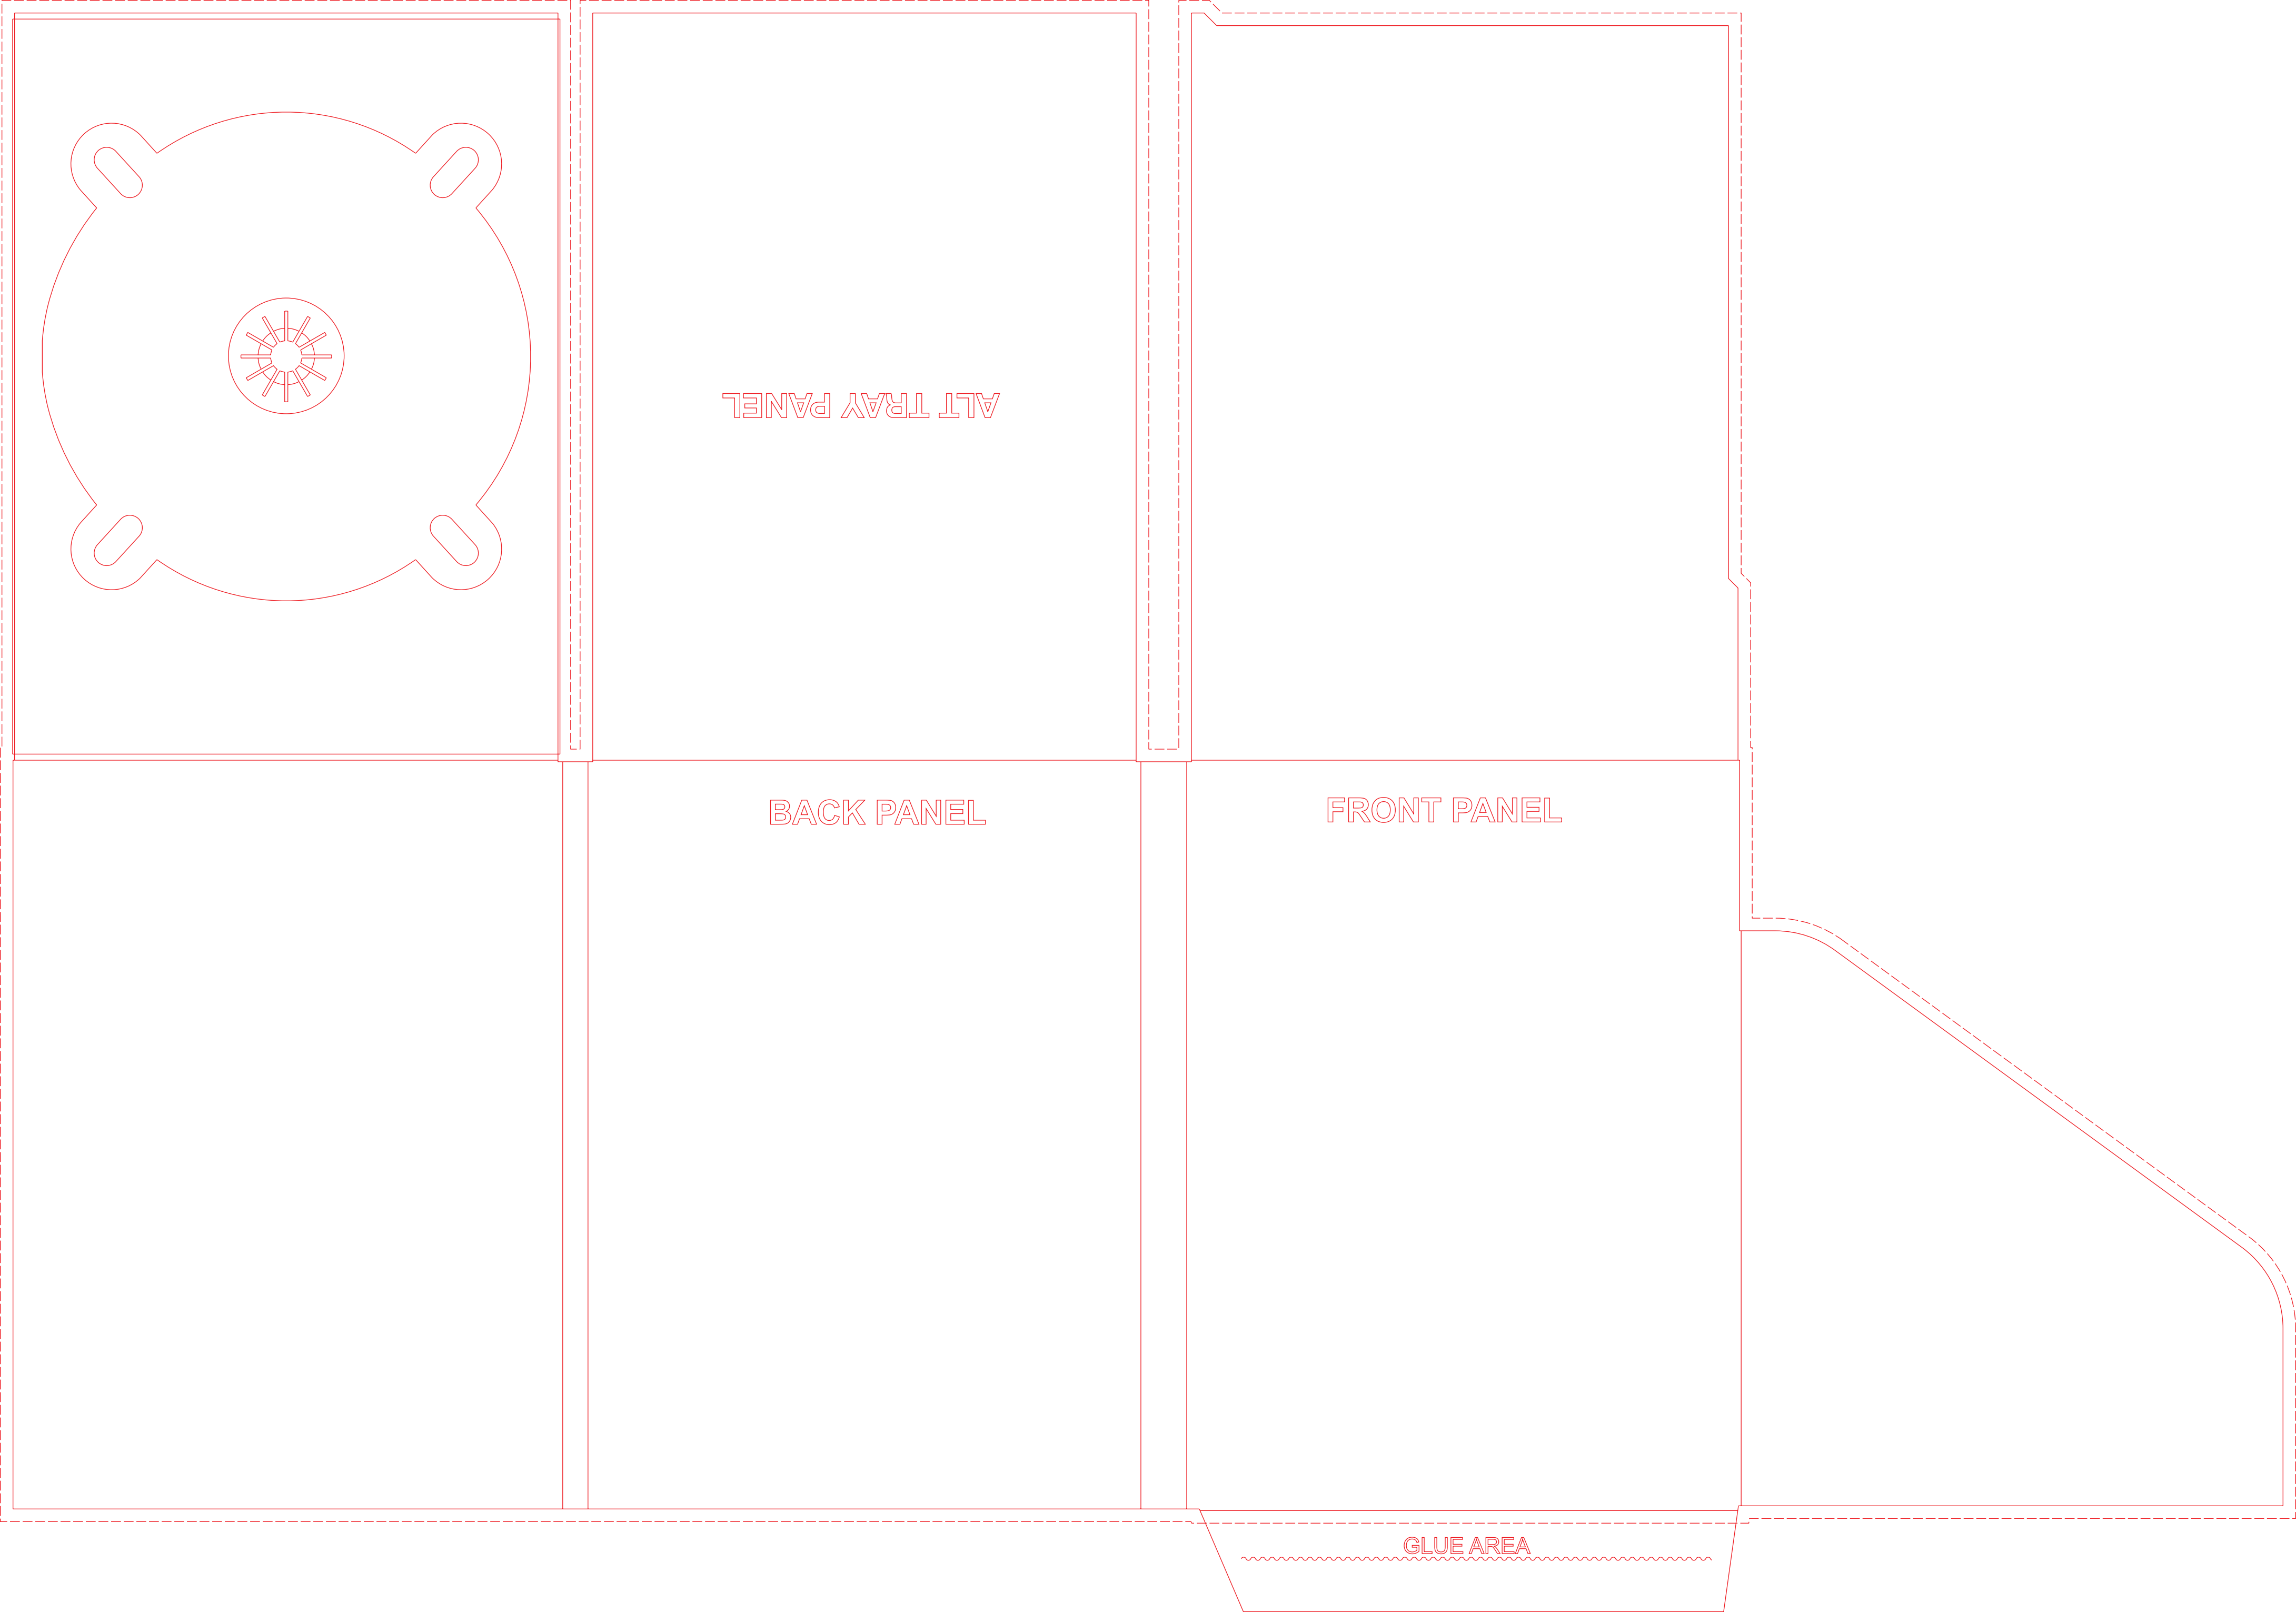 ALT TRAY PANEL
BACK PANEL
FRONT PANEL
GLUE AREA